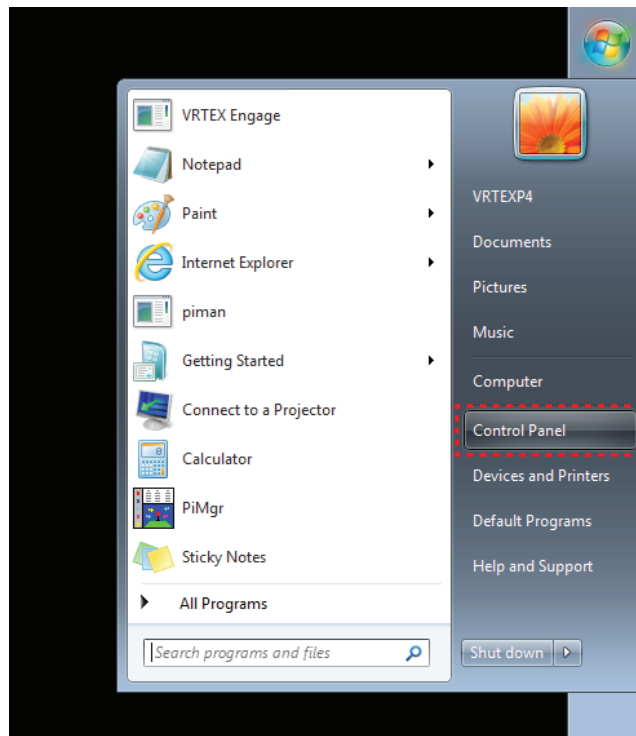 VRTEX Engage
Notepad
Paint
Internet Explorer
piman
Getting Started
Connect to a Projector
Calculator
PiMgr
Sticky Notes
All Programs
Search programs and files
VRTEXP4
Documents
Pictures
Music
Computer
Control Panel
Devices and Printers
Default Programs
Help and Support
Shut down